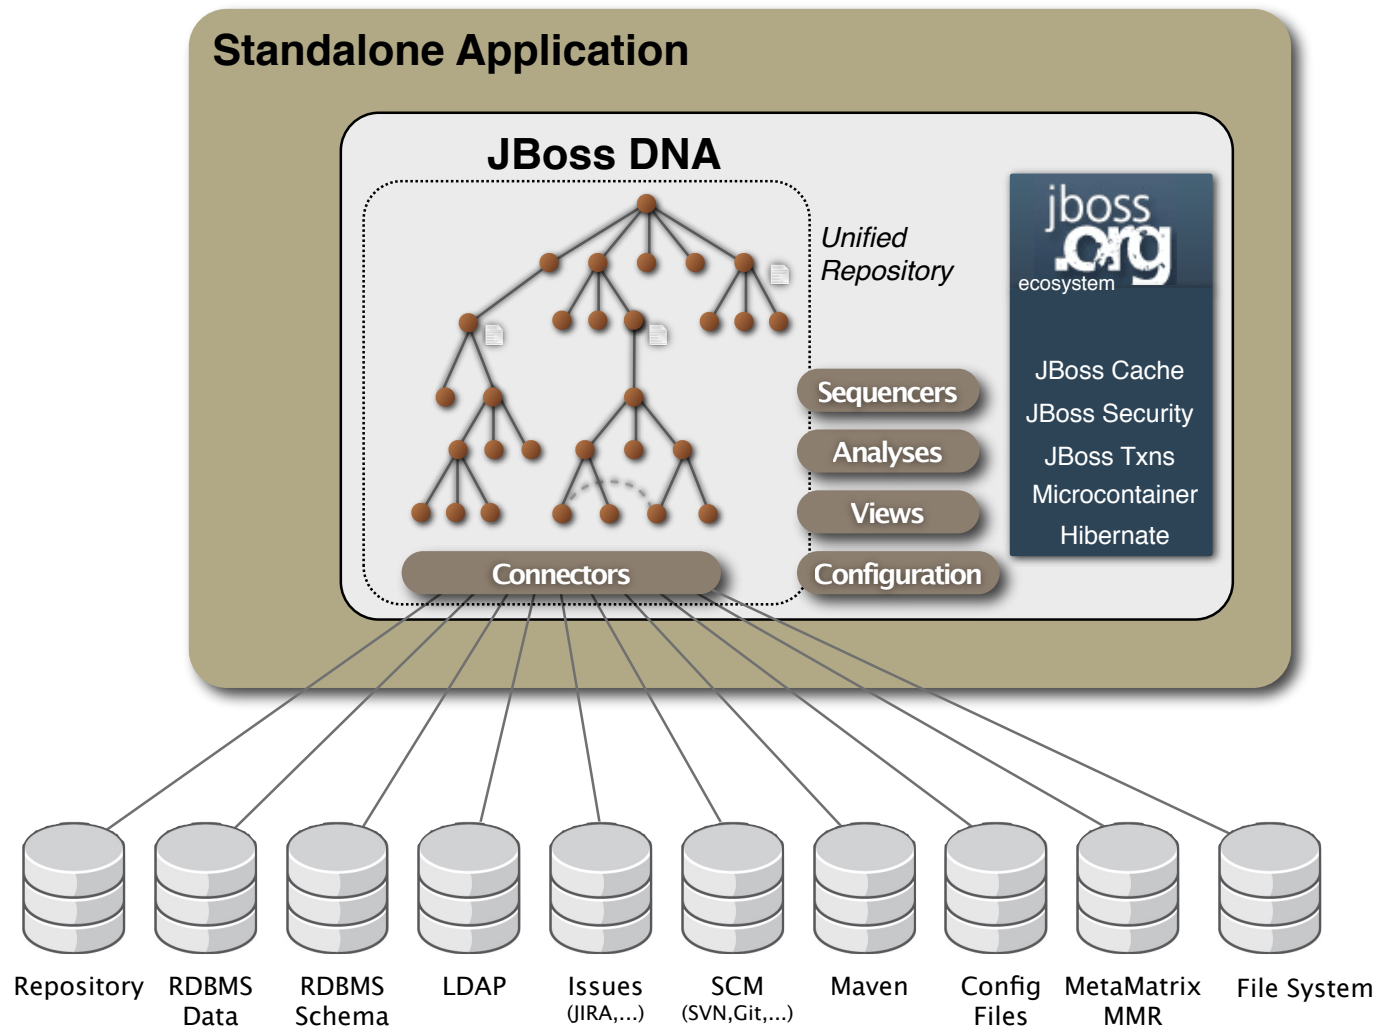 Standalone Application
JBoss DNA
Unified
Repository
jboss
.org
ecosystem
JBoss Cache
JBoss Security
JBoss Txns
Microcontainer
Hibernate
Sequencers
Analyses
Views
Configuration
Connectors
Repository
RDBMS
Data
RDBMS
Schema
LDAP
Issues
(JIRA,...)
SCM
(SVN,Git,...)
Maven
Config
Files
MetaMatrix
MMR
File System